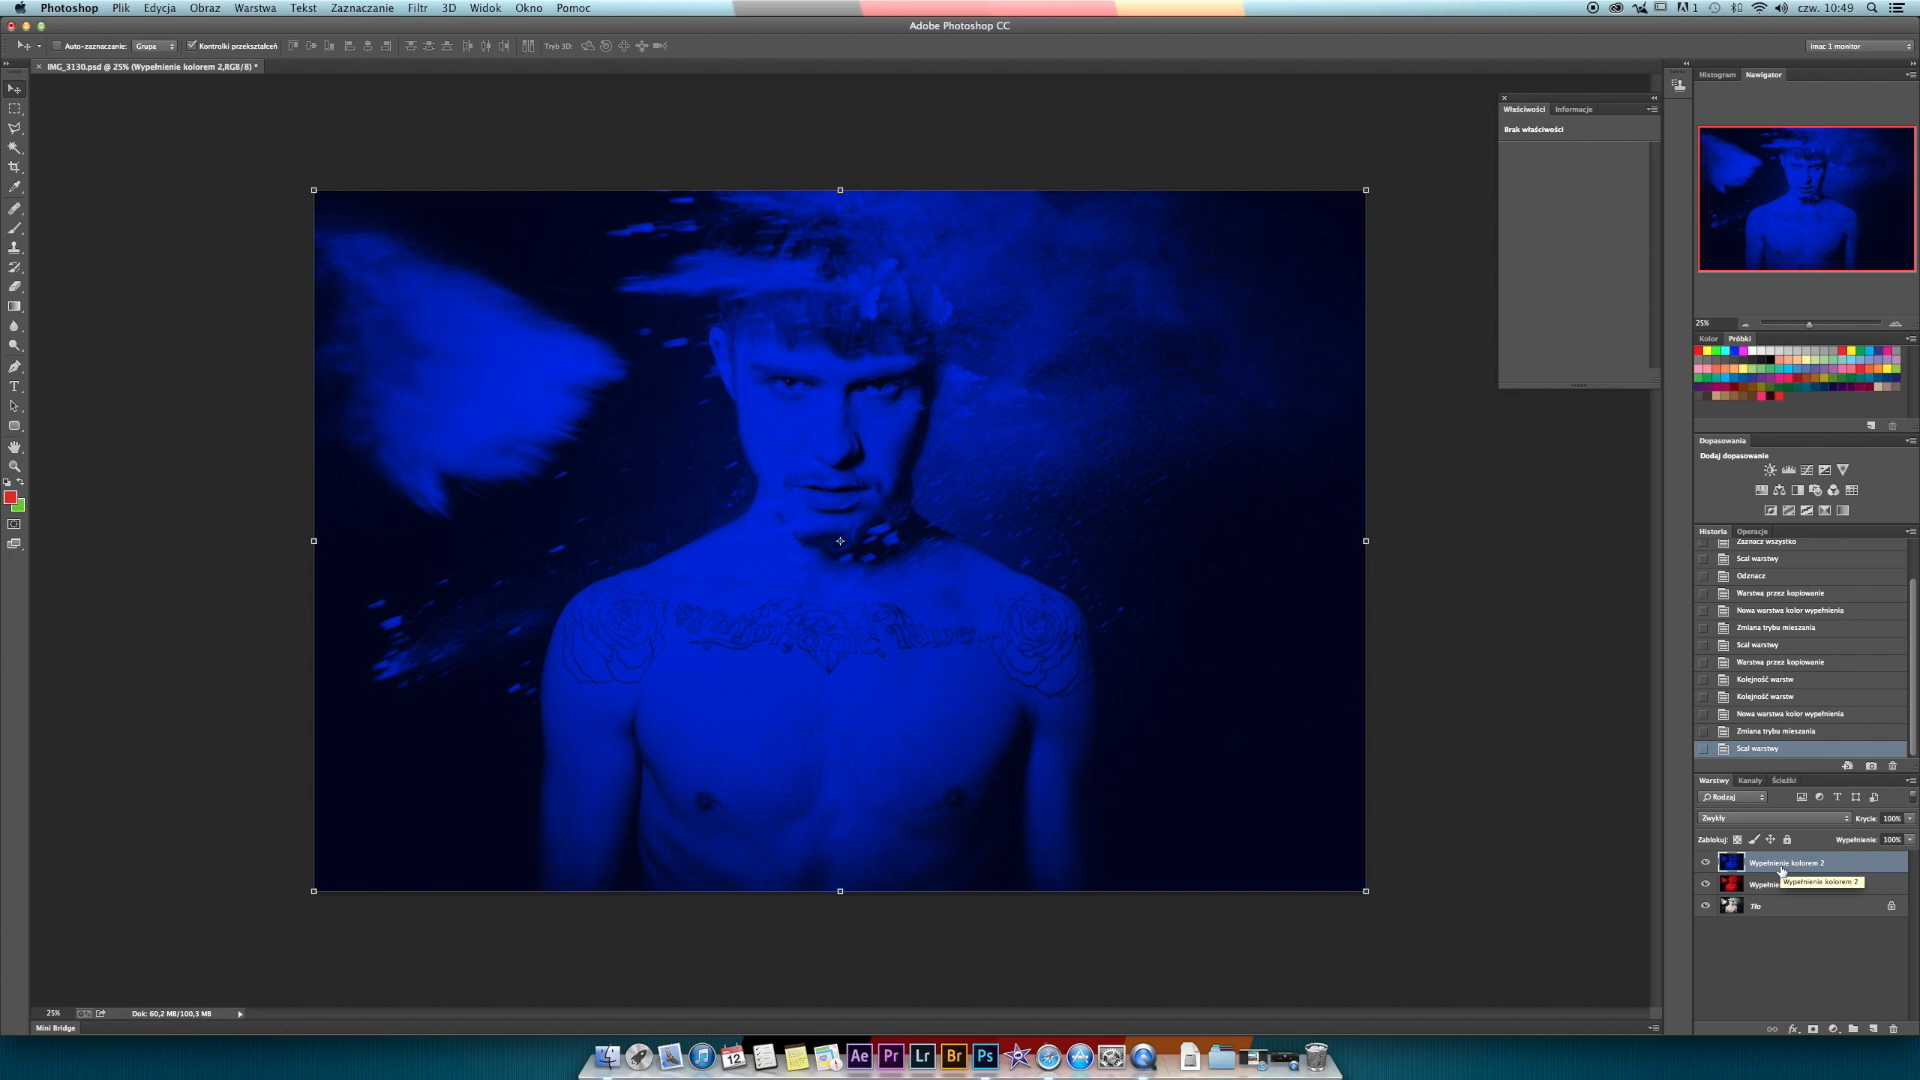 Photoshop Plik Edycja Obraz Warstwa Tekst Zaznaczanie Filtr 3D Widok Okno Pomoc
1 czw. 10:49
Adobe Photoshop CC
Auto-zaznaczanie: Grupa Kontrolki przekształceń Tryb 3D: imac 1 monitor
IMG_3130.psd @ 25% (Wypełnienie kolorem 2,RGB/8) *
Histogram Nawigator
Właściwości Informacje
Brak właściwości
25%
Kolor Próbki
Dopasowania
Dodaj dopasowanie
Historia Operacje
Zaznacz wszystko
Scal warstwy
Odznacz
Warstwa przez kopiowanie
Nowa warstwa kolor wypełnienia
Zmiana trybu mieszania
Scal warstwy
Warstwa przez kopiowanie
Kolejność warstw
Kolejność warstw
Nowa warstwa kolor wypełnienia
Zmiana trybu mieszania
Scal warstwy
Warstwy Kanały Ścieżki
Rodzaj
Zwykły Krycie: 100%
Zablokuj: Wypełnienie: 100%
Wypełnienie kolorem 2
Wypełnienie kolorem 2
Tło
25% Dok: 60,2 MB/100,3 MB
Mini Bridge
12 Ae Pr Lr Br Ps